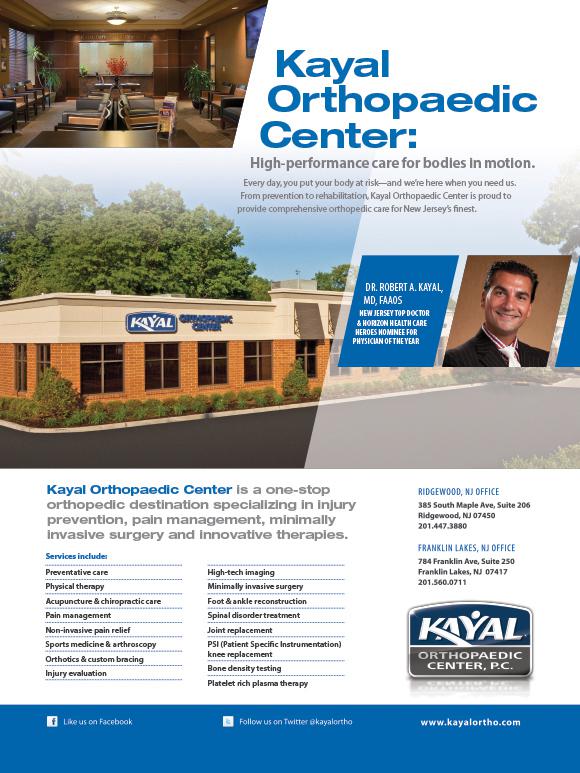 Kayal
Orthopaedic
Center:
High-performance care for bodies in motion.
Every day, you put your body at risk—and we're here when you need us.
From prevention to rehabilitation, Kayal Orthopaedic Center is proud to
provide comprehensive orthopedic care for New Jersey's finest.
KAYAL ORTHOPAEDIC
CENTER
DR. ROBERT A. KAYAL,
MD, FAAOS
NEW JERSEY TOP DOCTOR
& HORIZON HEALTH CARE
HEROES NOMINEE FOR
PHYSICIAN OF THE YEAR
Kayal Orthopaedic Center is a one-stop
orthopedic destination specializing in injury
prevention, pain management, minimally
invasive surgery and innovative therapies.
Services include:
Preventative care
Physical therapy
Acupuncture & chiropractic care
Pain management
Non-invasive pain relief
Sports medicine & arthroscopy
Orthotics & custom bracing
Injury evaluation
High-tech imaging
Minimally invasive surgery
Foot & ankle reconstruction
Spinal disorder treatment
Joint replacement
PSI (Patient Specific Instrumentation)
knee replacement
Bone density testing
Platelet rich plasma therapy
RIDGEWOOD, NJ OFFICE
385 South Maple Ave, Suite 206
Ridgewood, NJ 07450
201.447.3880
FRANKLIN LAKES, NJ OFFICE
784 Franklin Ave, Suite 250
Franklin Lakes, NJ 07417
201.560.0711
KAYAL
ORTHOPAEDIC
CENTER, P.C.
Like us on Facebook
Follow us on Twitter @kayalortho
www.kayalortho.com